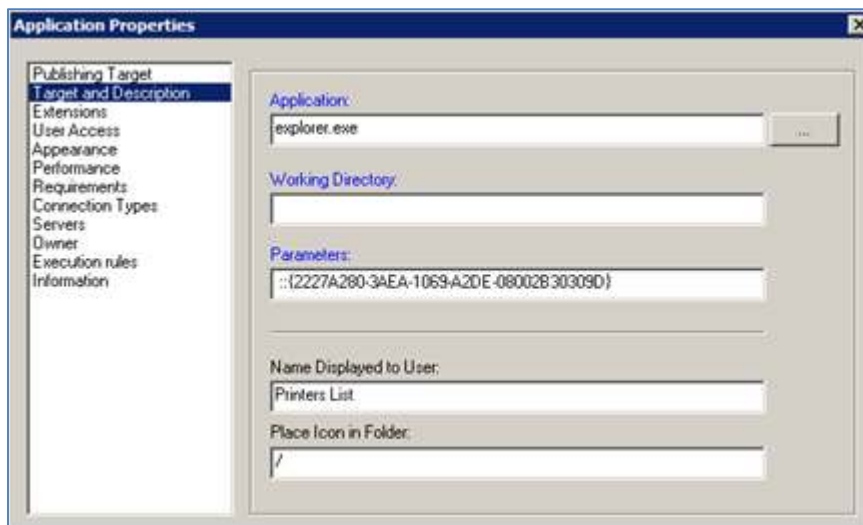 Application Properties
Publishing Target
Target and Description
Extensions
User Access
Appearance
Performance
Requirements
Connection Types
Servers
Owner
Execution rules
Information
Application:
explorer.exe
...
Working Directory:
Parameters:
::{2227A280-3AEA-1069-A2DE-08002B30309D}
Name Displayed to User:
Printers List
Place Icon in Folder:
/